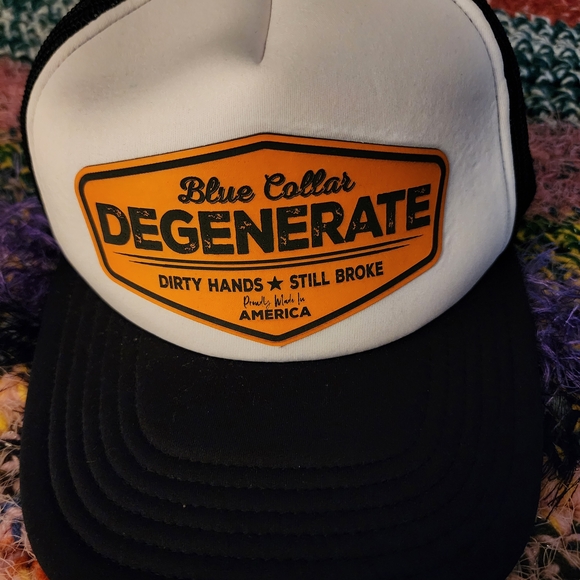 Blue Collar
DEGENERATE
DIRTY HANDS ★ STILL BROKE
Proudly Made In
AMERICA